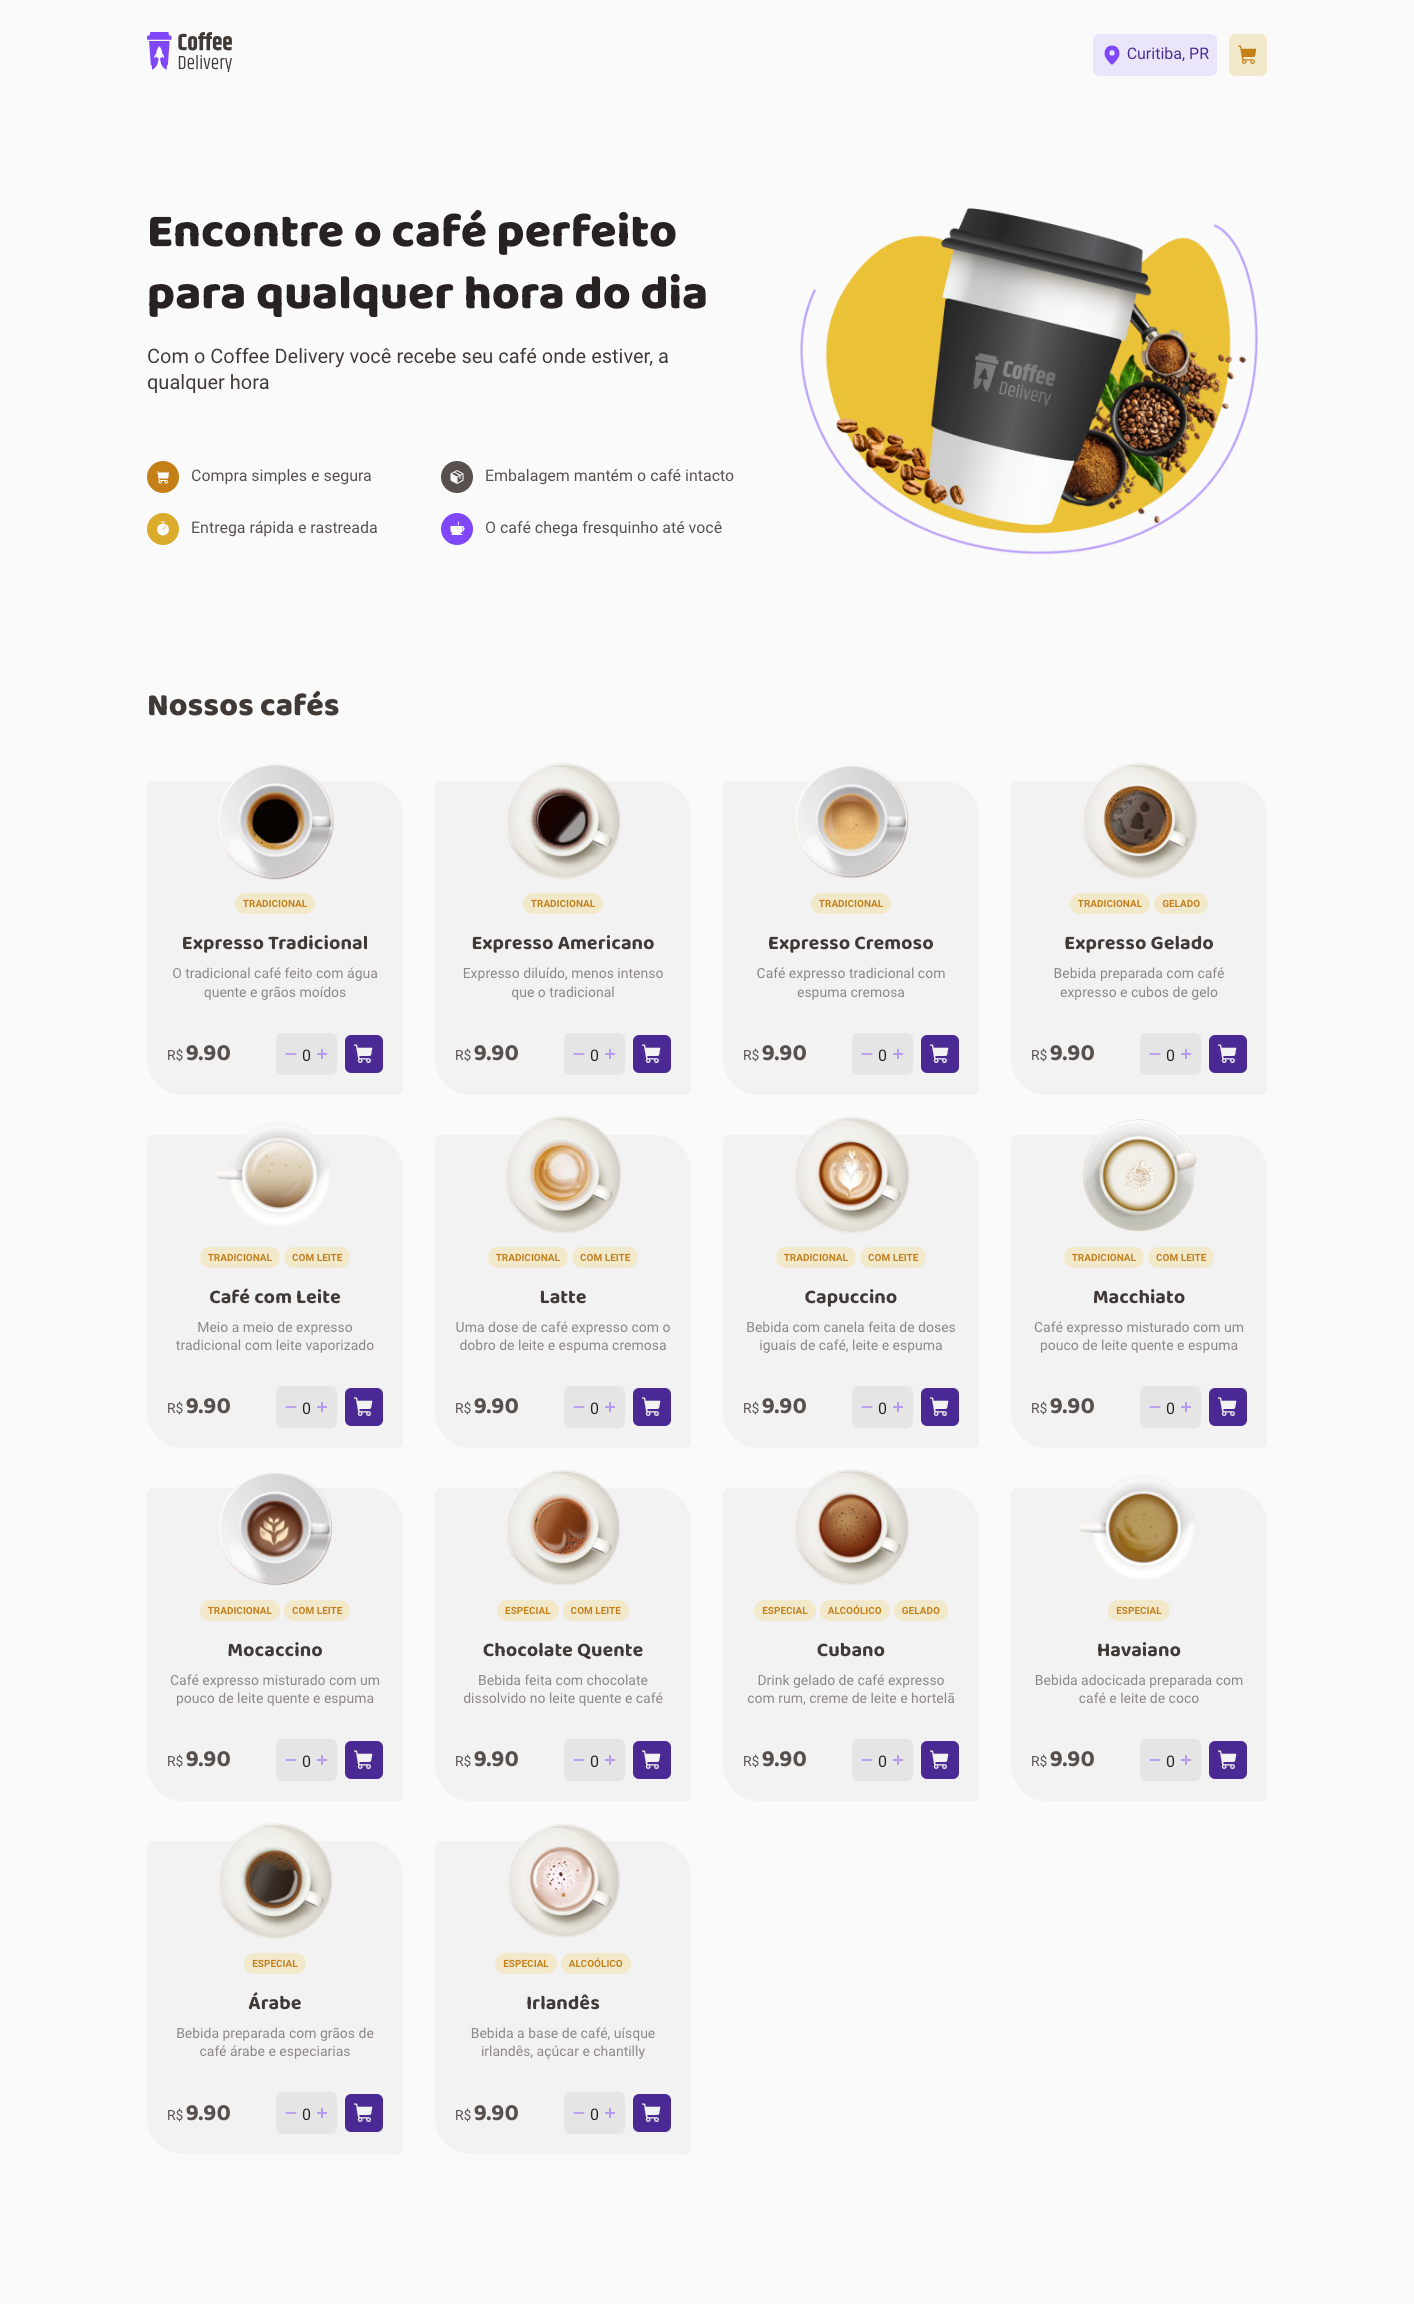 Coffee
Delivery
Curitiba, PR
Encontre o café perfeito
para qualquer hora do dia
Com o Coffee Delivery você recebe seu café onde estiver, a
qualquer hora
Compra simples e segura
Embalagem mantém o café intacto
Entrega rápida e rastreada
O café chega fresquinho até você
Coffee
Delivery
Nossos cafés
TRADICIONAL
Expresso Tradicional
O tradicional café feito com água
quente e grãos moídos
R$ 9.90
0
TRADICIONAL
Expresso Americano
Expresso diluído, menos intenso
que o tradicional
R$ 9.90
0
TRADICIONAL
Expresso Cremoso
Café expresso tradicional com
espuma cremosa
R$ 9.90
0
TRADICIONAL GELADO
Expresso Gelado
Bebida preparada com café
expresso e cubos de gelo
R$ 9.90
0
TRADICIONAL COM LEITE
Café com Leite
Meio a meio de expresso
tradicional com leite vaporizado
R$ 9.90
0
TRADICIONAL COM LEITE
Latte
Uma dose de café expresso com o
dobro de leite e espuma cremosa
R$ 9.90
0
TRADICIONAL COM LEITE
Capuccino
Bebida com canela feita de doses
iguais de café, leite e espuma
R$ 9.90
0
TRADICIONAL COM LEITE
Macchiato
Café expresso misturado com um
pouco de leite quente e espuma
R$ 9.90
0
TRADICIONAL COM LEITE
Mocaccino
Café expresso misturado com um
pouco de leite quente e espuma
R$ 9.90
0
ESPECIAL COM LEITE
Chocolate Quente
Bebida feita com chocolate
dissolvido no leite quente e café
R$ 9.90
0
ESPECIAL ALCOÓLICO GELADO
Cubano
Drink gelado de café expresso
com rum, creme de leite e hortelã
R$ 9.90
0
ESPECIAL
Havaiano
Bebida adocicada preparada com
café e leite de coco
R$ 9.90
0
ESPECIAL
Árabe
Bebida preparada com grãos de
café árabe e especiarias
R$ 9.90
0
ESPECIAL ALCOÓLICO
Irlandês
Bebida a base de café, uísque
irlandês, açúcar e chantilly
R$ 9.90
0